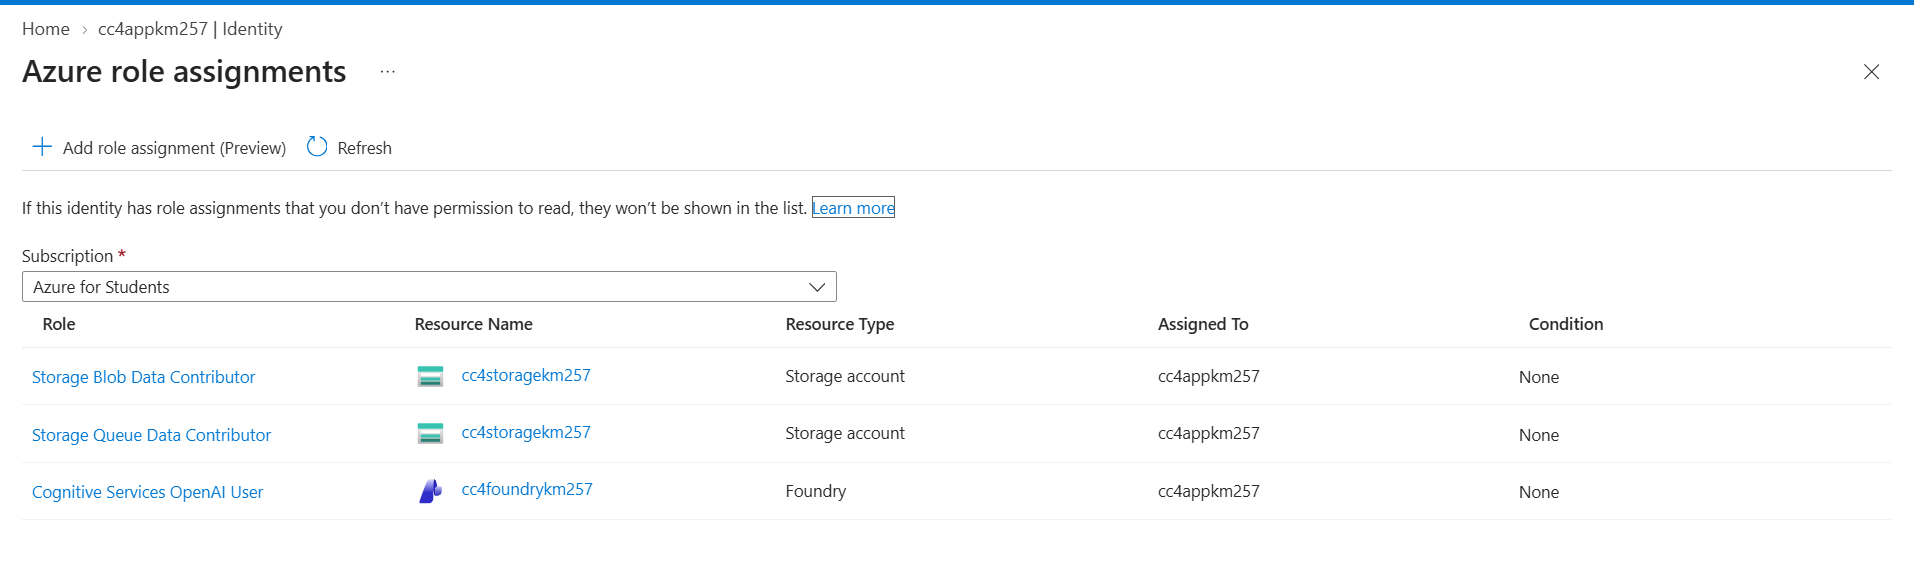 Home > cc4appkm257 | Identity
Azure role assignments ...
Add role assignment (Preview) Refresh
If this identity has role assignments that you don’t have permission to read, they won’t be shown in the list. Learn more
Subscription *
Azure for Students
Role Resource Name Resource Type Assigned To Condition
Storage Blob Data Contributor cc4storagekm257 Storage account cc4appkm257 None
Storage Queue Data Contributor cc4storagekm257 Storage account cc4appkm257 None
Cognitive Services OpenAI User cc4foundrykm257 Foundry cc4appkm257 None